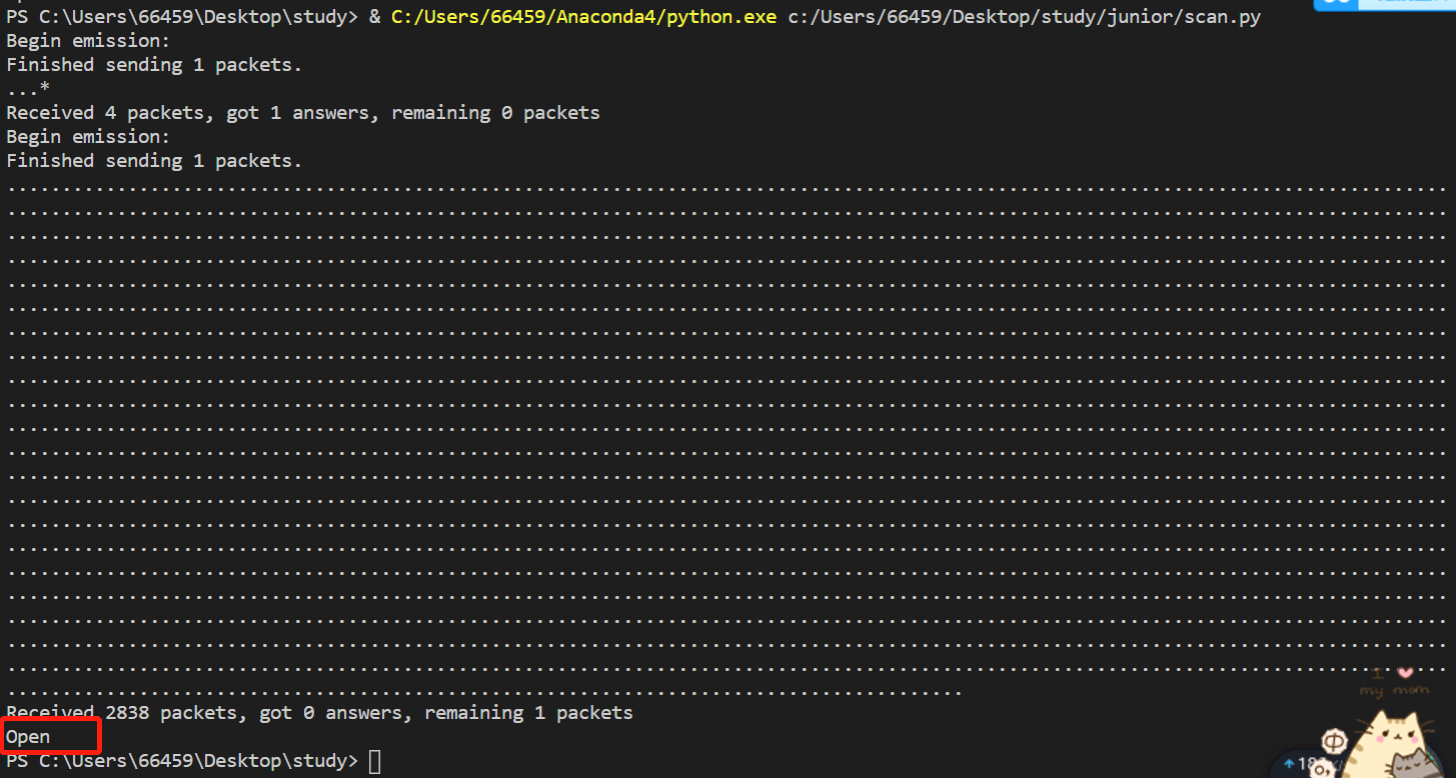 PS C:\Users\66459\Desktop\study> & C:/Users/66459/Anaconda4/python.exe c:/Users/66459/Desktop/study/junior/scan.py
Begin emission:
Finished sending 1 packets.
...*
Received 4 packets, got 1 answers, remaining 0 packets
Begin emission:
Finished sending 1 packets.
Received 2838 packets, got 0 answers, remaining 1 packets
Open
PS C:\Users\66459\Desktop\study>
I ❤
my mom
中